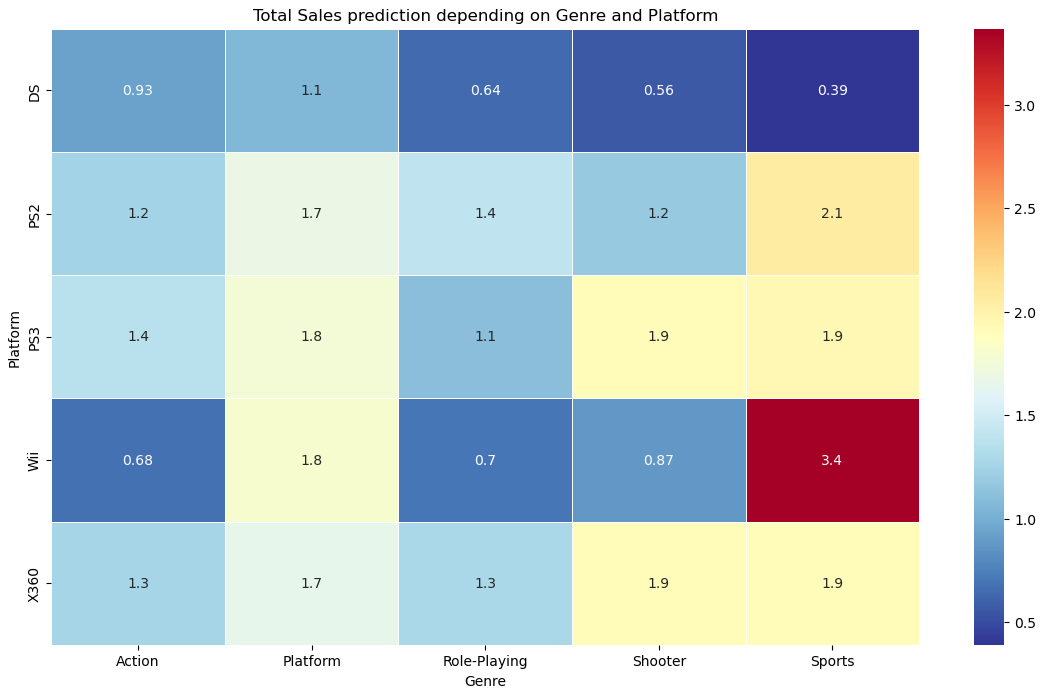 Total Sales prediction depending on Genre and Platform
DS
0.93 1.1 0.64 0.56 0.39
PS2
1.2 1.7 1.4 1.2 2.1
PS3
1.4 1.8 1.1 1.9 1.9
Wii
0.68 1.8 0.7 0.87 3.4
X360
1.3 1.7 1.3 1.9 1.9
Platform
Action Platform Role-Playing Shooter Sports
Genre
3.0
2.5
2.0
1.5
1.0
0.5